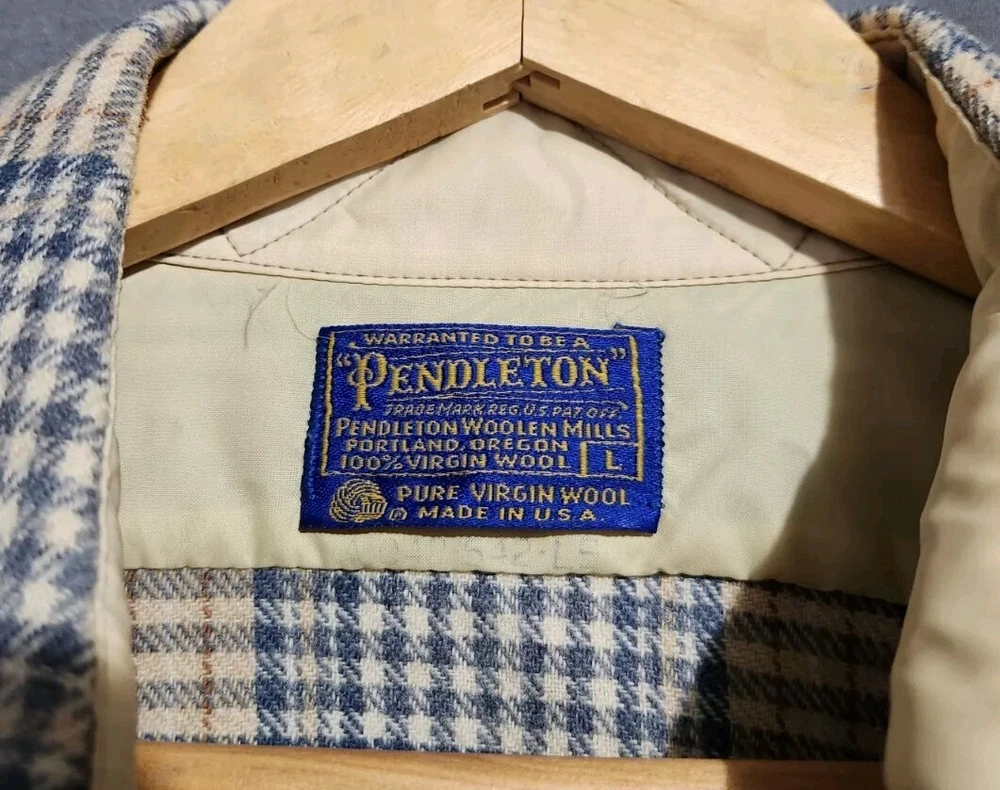 WARRANTED TO BE A
"PENDLETON"
TRADE MARK REG. U.S. PAT. OFF.
PENDLETON WOOLEN MILLS
PORTLAND, OREGON
100% VIRGIN WOOL L
PURE VIRGIN WOOL
® MADE IN U.S.A.